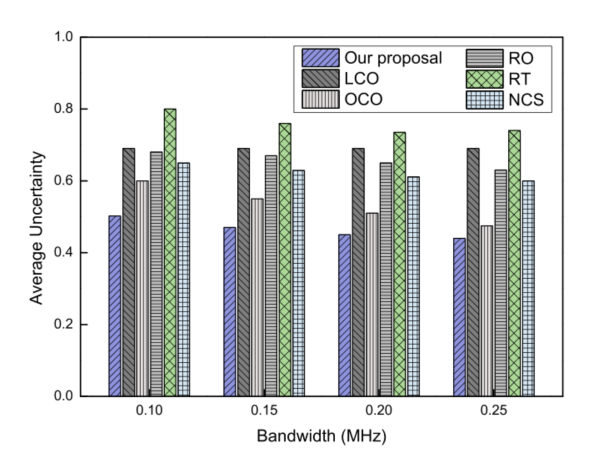 1.0
0.8
0.6
0.4
0.2
0.0
Average Uncertainty
Our proposal
LCO
OCO
RO
RT
NCS
0.10
0.15
0.20
0.25
Bandwidth (MHz)